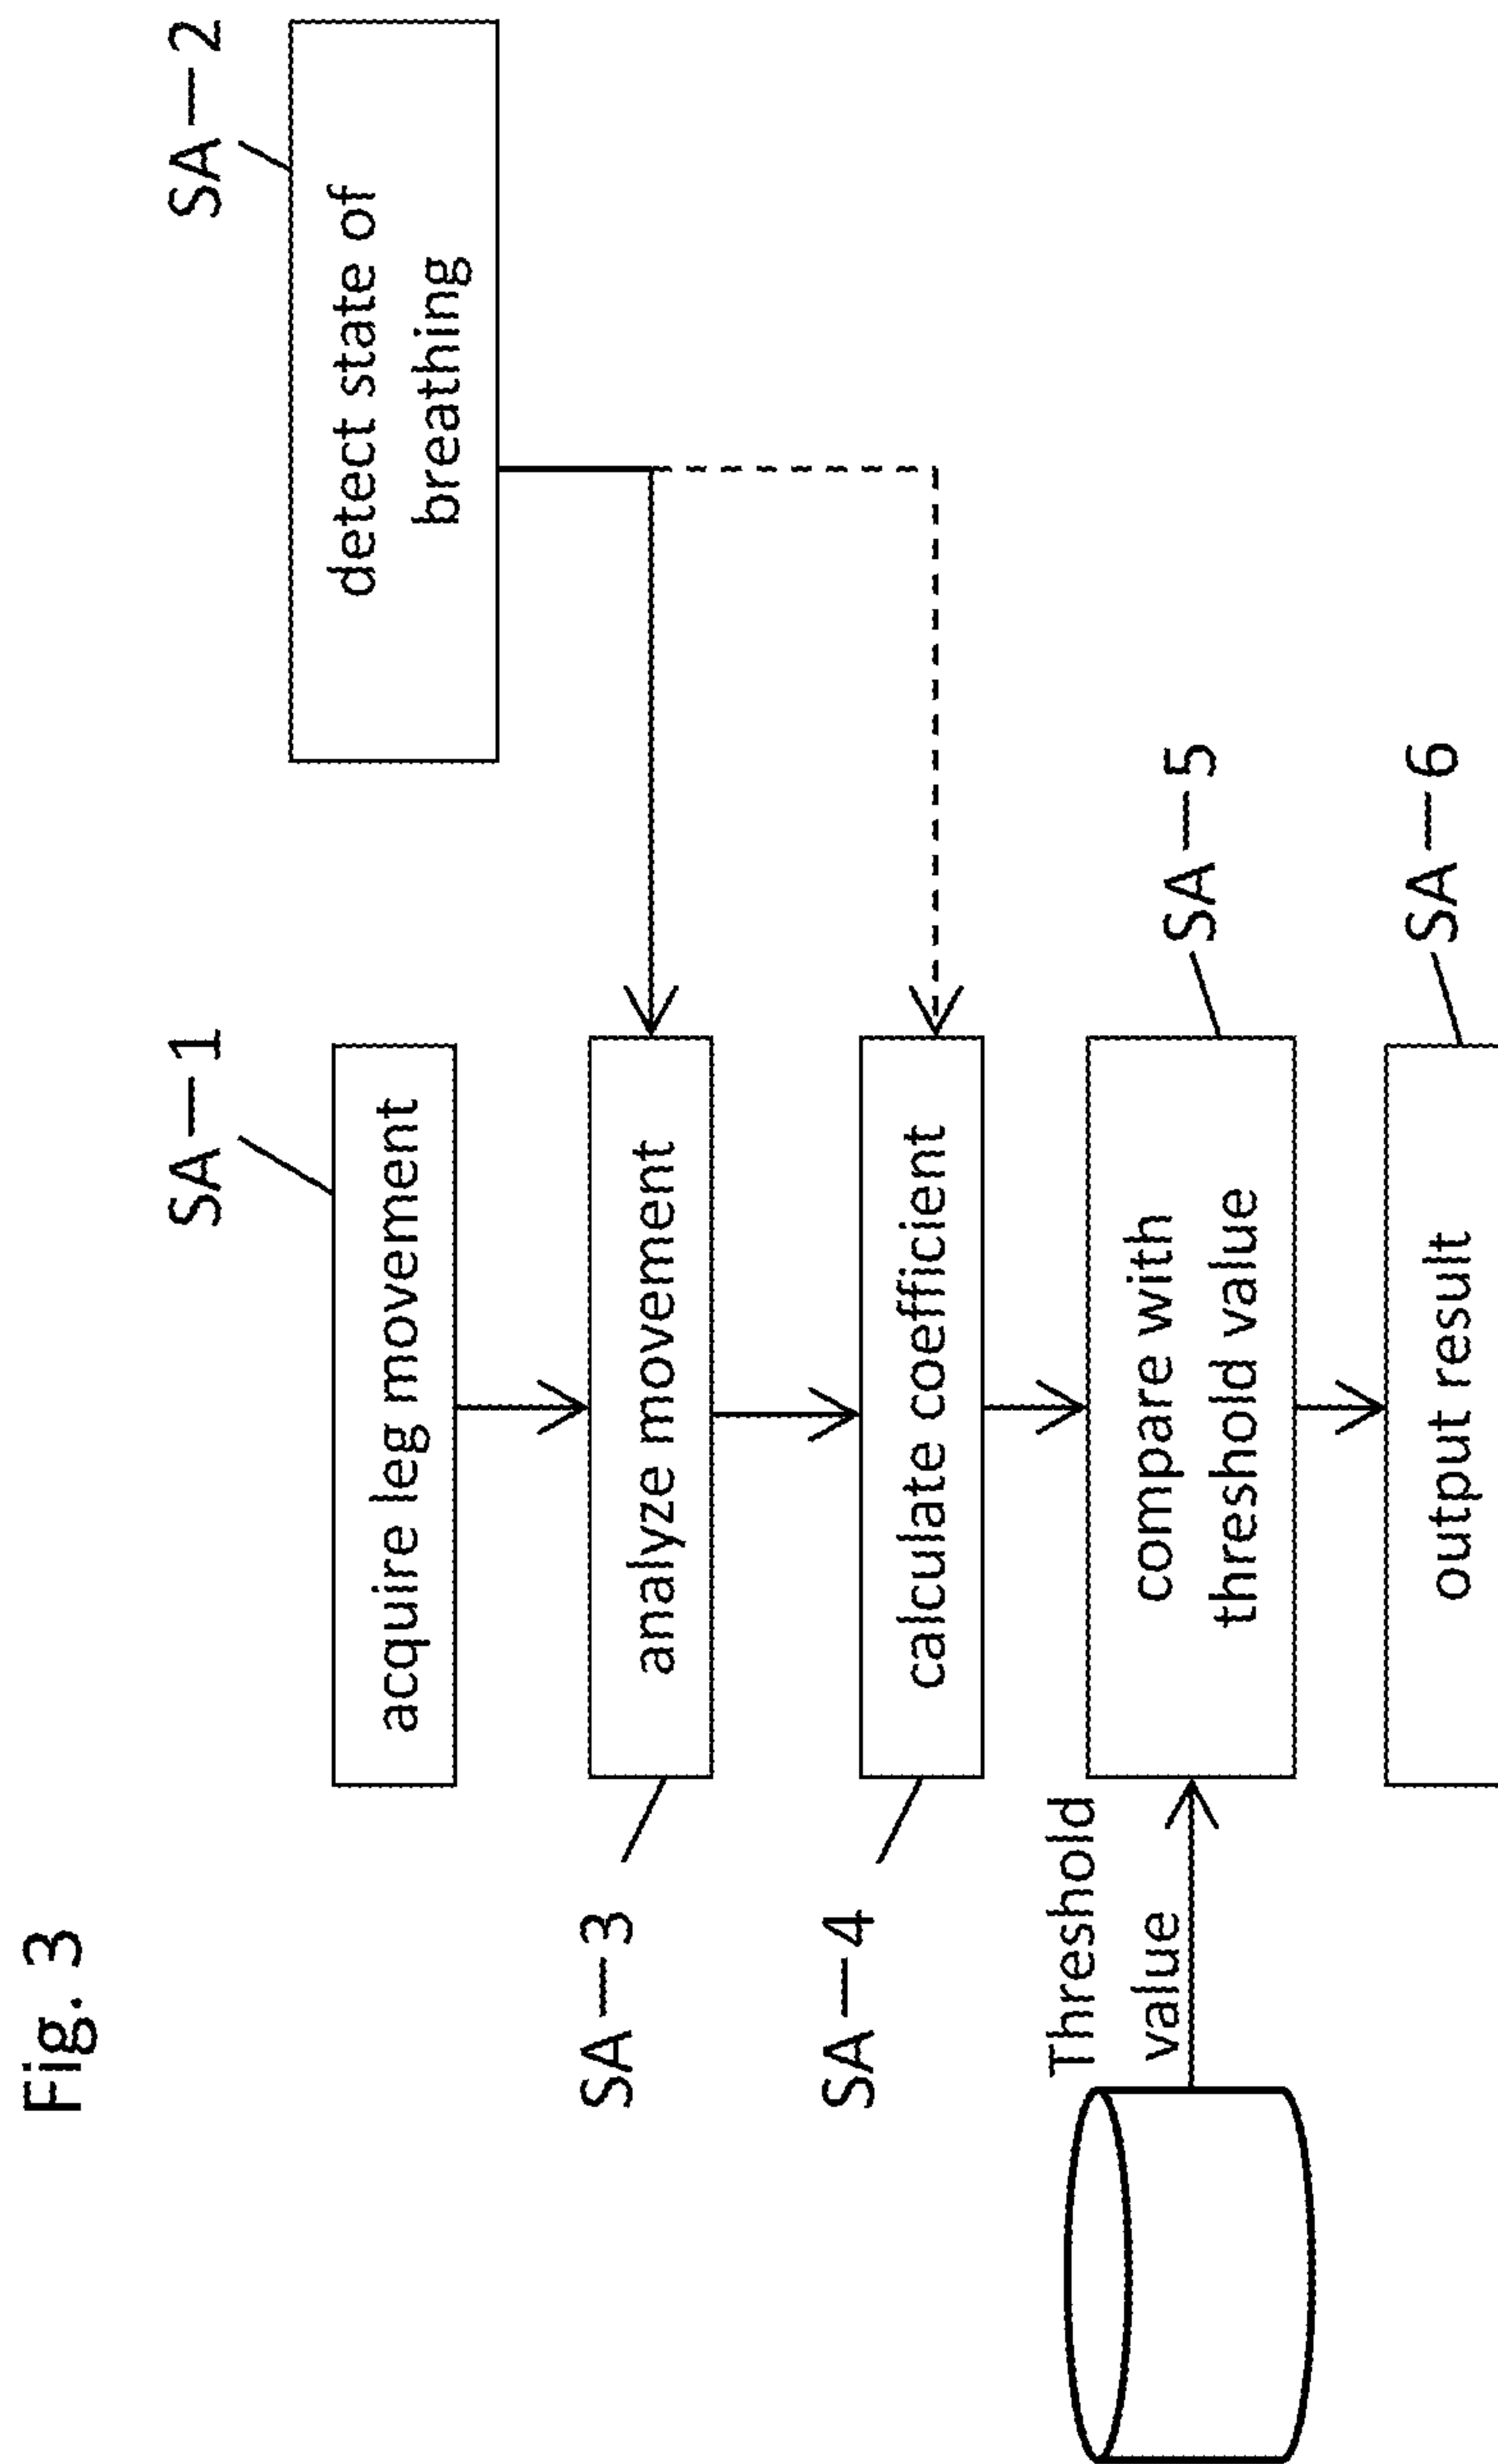 Fig. 3
SA—1
SA—2
acquire leg movement
detect state of
breathing
SA—3
analyze movement
SA—4
calculate coefficient
Threshold
value
compare with
threshold value
SA—5
output result
SA—6